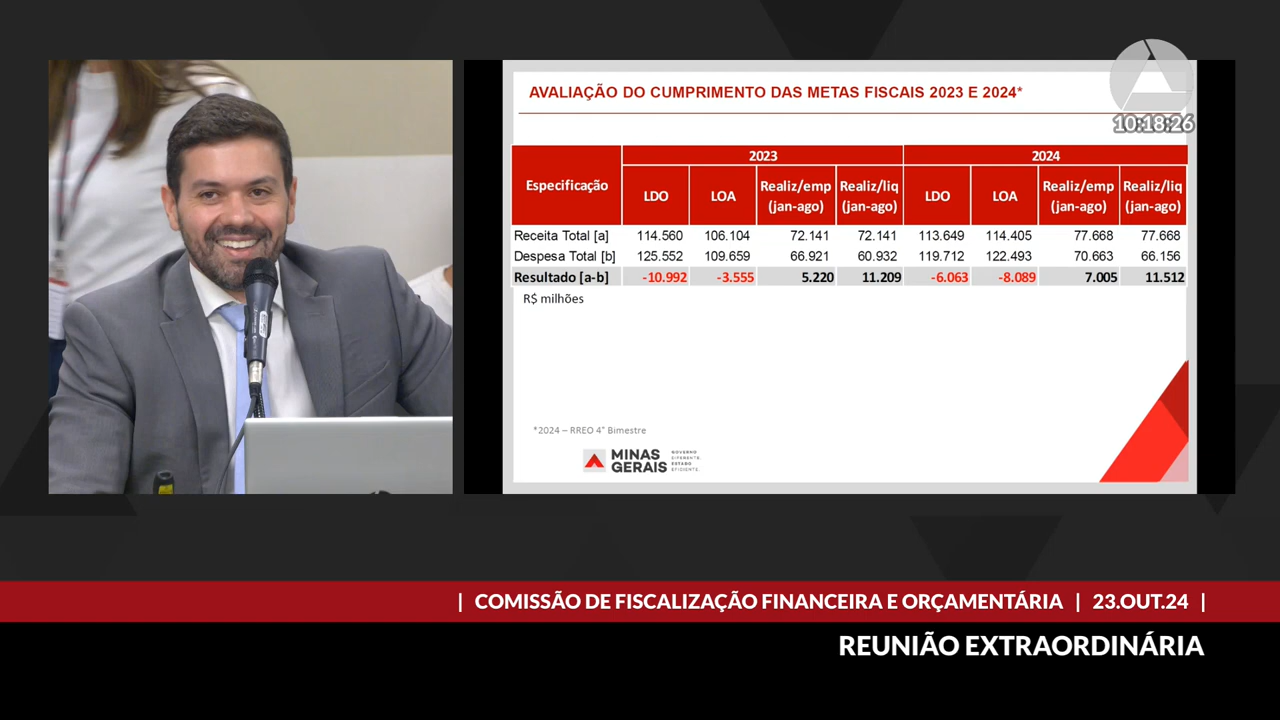 10:18:26
AVALIAÇÃO DO CUMPRIMENTO DAS METAS FISCAIS 2023 E 2024*
2023 2024
Especificação LDO LOA Realiz/emp (jan-ago) Realiz/liq (jan-ago) LDO LOA Realiz/emp (jan-ago) Realiz/liq (jan-ago)
Receita Total [a] 114.560 106.104 72.141 72.141 113.649 114.405 77.668 77.668
Despesa Total [b] 125.552 109.659 66.921 60.932 119.712 122.493 70.663 66.156
Resultado [a-b] -10.992 -3.555 5.220 11.209 -6.063 -8.089 7.005 11.512
R$ milhões
*2024 – RREO 4° Bimestre
MINAS
GERAIS
GOVERNO
DIFERENTE.
ESTADO
EFICIENTE.
| COMISSÃO DE FISCALIZAÇÃO FINANCEIRA E ORÇAMENTÁRIA | 23.OUT.24 |
REUNIÃO EXTRAORDINÁRIA